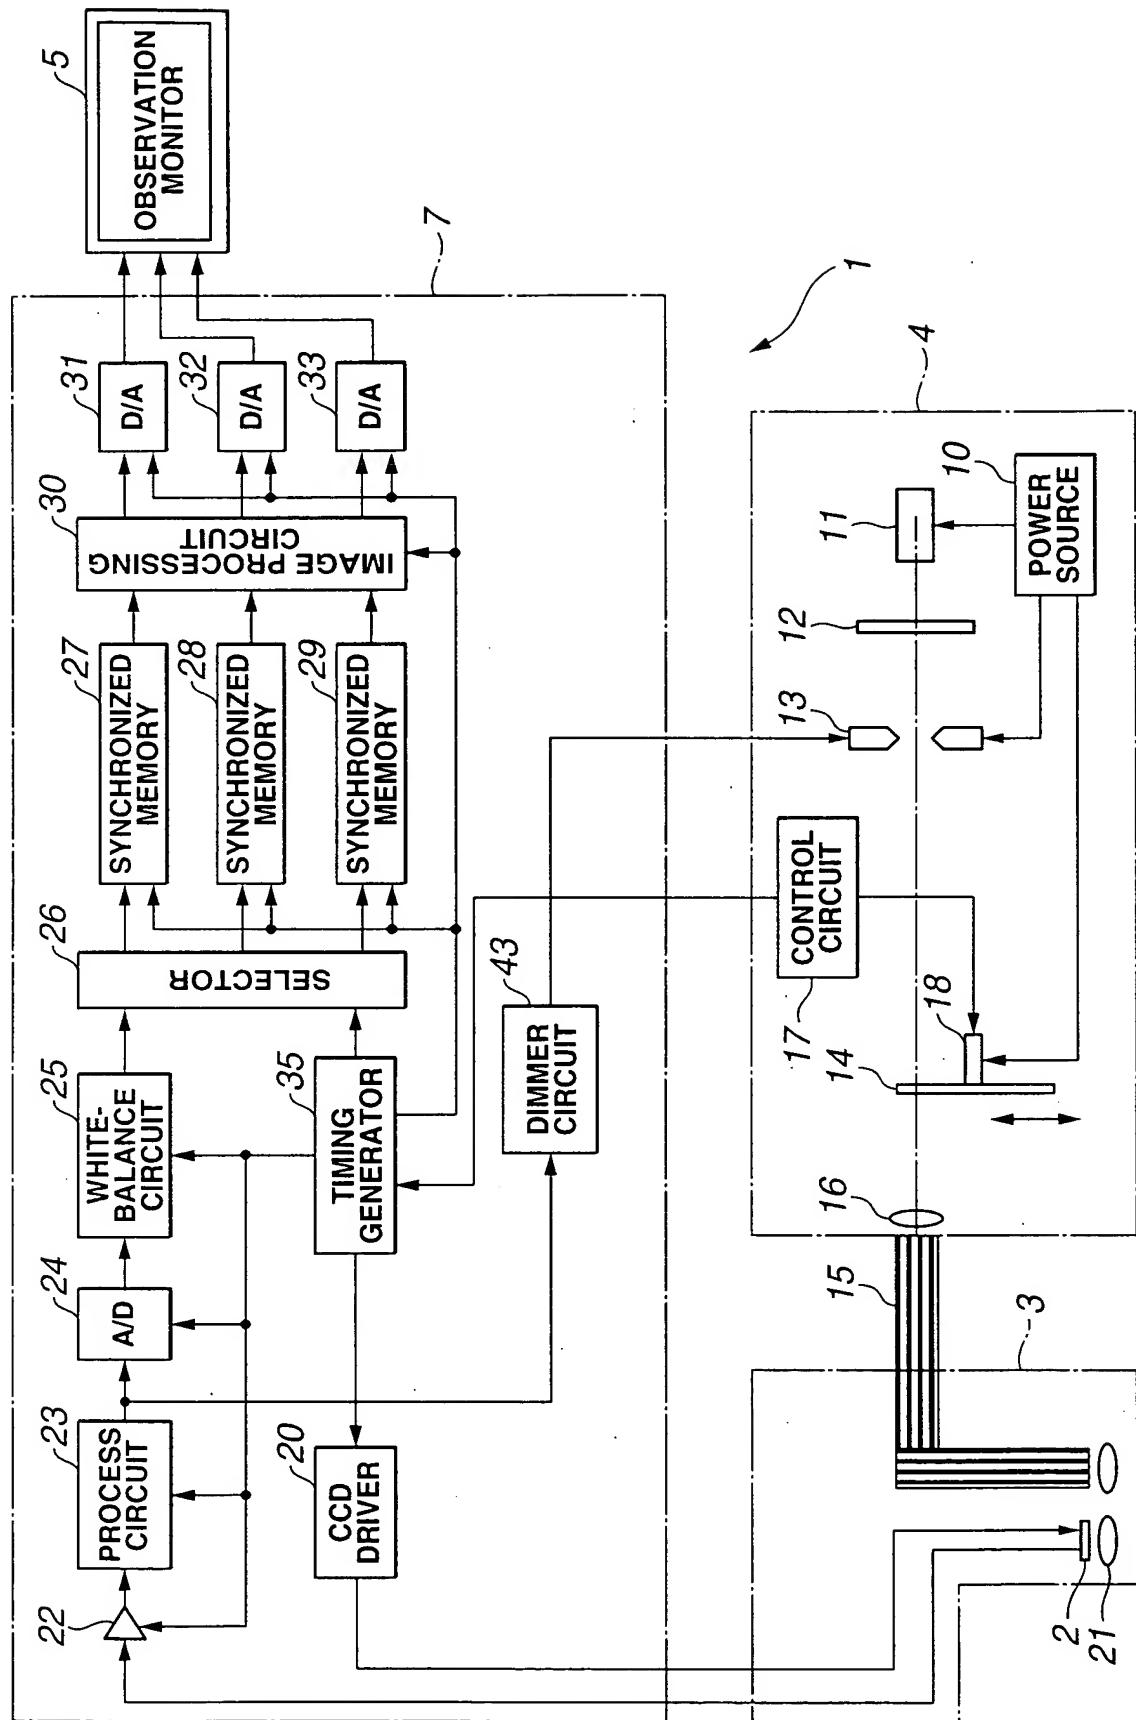 5
OBSERVATION
MONITOR
7
1
31
D/A
32
D/A
33
D/A
30
IMAGE PROCESSING
CIRCUIT
27
SYNCHRONIZED
MEMORY
28
SYNCHRONIZED
MEMORY
29
SYNCHRONIZED
MEMORY
26
SELECTOR
25
WHITE-
BALANCE
CIRCUIT
35
TIMING
GENERATOR
43
DIMMER
CIRCUIT
24
A/D
23
PROCESS
CIRCUIT
20
CCD
DRIVER
22
4
10
POWER
SOURCE
11
12
13
CONTROL
CIRCUIT
17
18
14
16
15
3
2
21